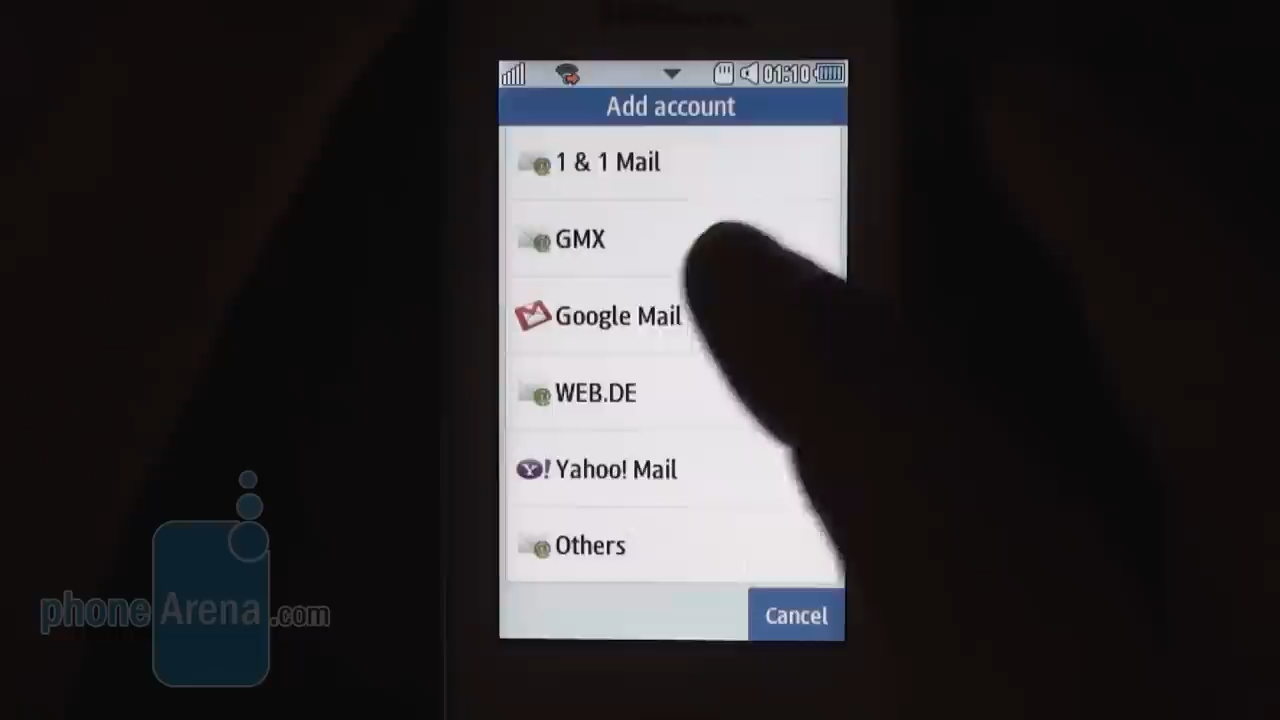 01:10
Add account
1 & 1 Mail
GMX
Google Mail
WEB.DE
Y! Yahoo! Mail
Others
Cancel
phoneArena.com